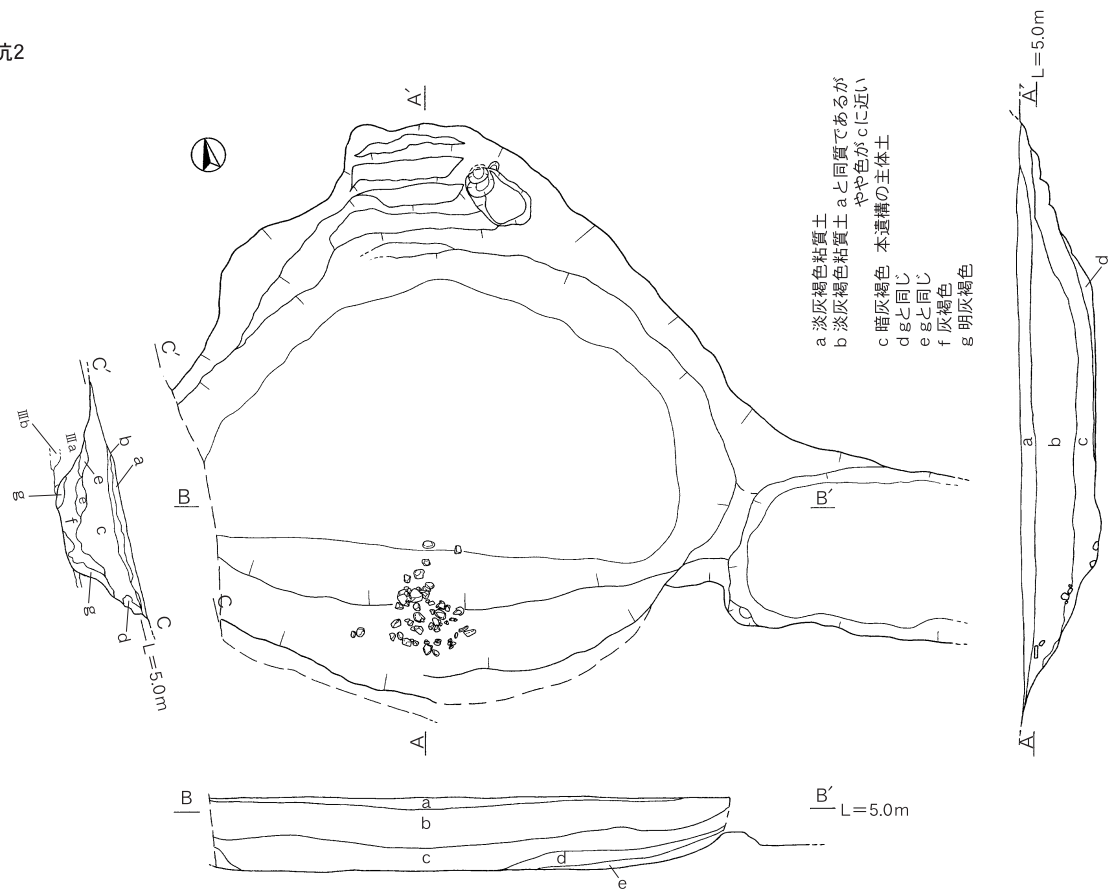 坑2
A′
C′
B
B′
C
A
a 淡灰褐色粘質土
b 淡灰褐色粘質土 aと同質であるが
やや色がcに近い
c 暗灰褐色 本遺構の主体土
d gと同じ
e gと同じ
f 灰褐色
g 明灰褐色
A′ L=5.0m
d
a
b
c
A
C′
Ⅲb
Ⅲa
b
a
e
g
e
f
c
g
d
C
L=5.0m
B
B′
L=5.0m
a
b
c
d
e